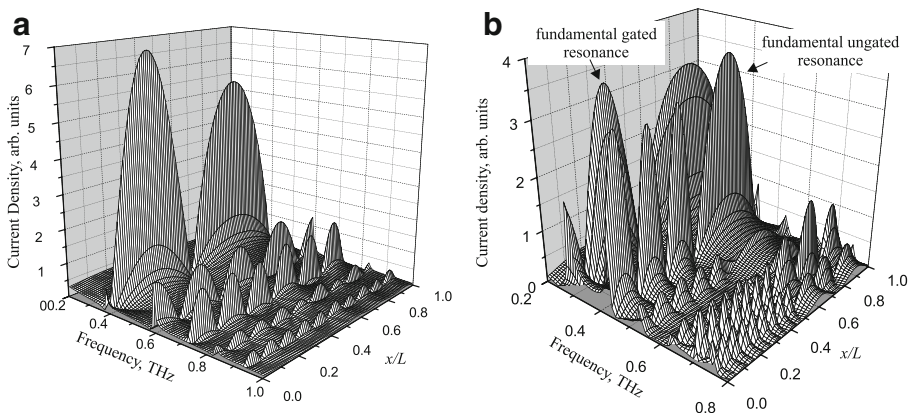 a
7
6
5
4
3
2
1
00.2
0.4
0.6
0.8
1.0
0.0
0.2
0.4
0.6
0.8
1.0
Current Density, arb. units
Frequency, THz
x/L
b
fundamental gated
resonance
fundamental ungated
resonance
4
3
2
1
0
0.2
0.4
0.6
0.8
0.0
0.2
0.4
0.6
0.8
1.0
Current density, arb. units
Frequency, THz
x/L